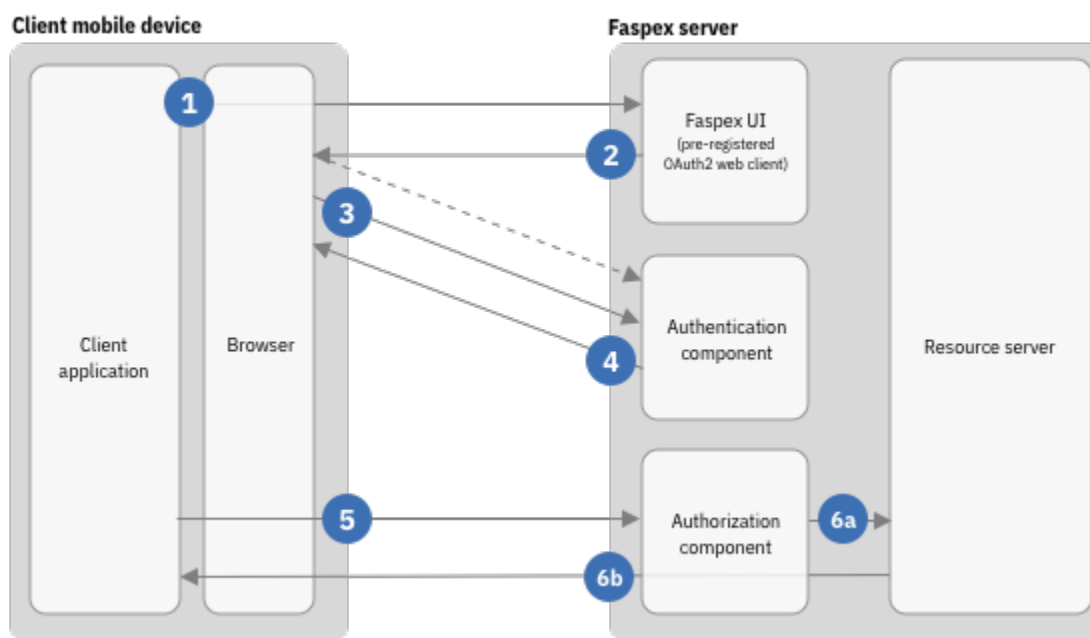 Client mobile device
Faspex server
1
2
3
4
5
6a
6b
Client
application
Browser
Faspex UI
(pre-registered
OAuth2 web client)
Authentication
component
Authorization
component
Resource server